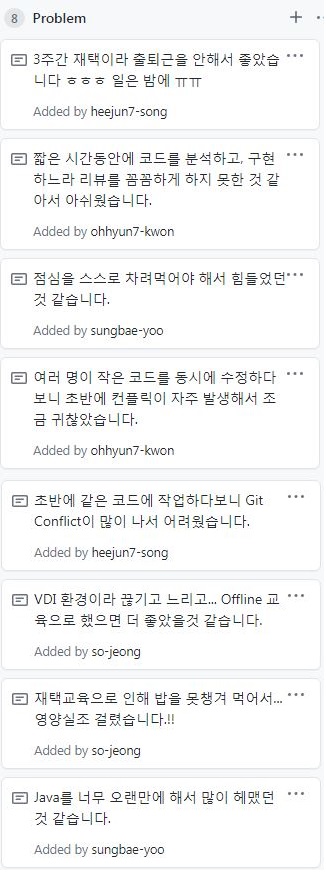 8 Problem
3주간 재택이라 출퇴근을 안해서 좋았습
니다 ㅎㅎㅎ 일은 밤에 ㅠㅠ
Added by heejun7-song
짧은 시간동안에 코드를 분석하고, 구현
하느라 리뷰를 꼼꼼하게 하지 못한 것 같
아서 아쉬웠습니다.
Added by ohhyun7-kwon
점심을 스스로 차려먹어야 해서 힘들었던
것 같습니다.
Added by sungbae-yoo
여러 명이 작은 코드를 동시에 수정하다
보니 초반에 컨플릭이 자주 발생해서 조
금 귀찮았습니다.
Added by ohhyun7-kwon
초반에 같은 코드에 작업하다보니 Git
Conflict이 많이 나서 어려웠습니다.
Added by heejun7-song
VDI 환경이라 끊기고 느리고... Offline 교
육으로 했으면 더 좋았을것 같습니다.
Added by so-jeong
재택교육으로 인해 밥을 못챙겨 먹어서...
영양실조 걸렸습니다.!!
Added by so-jeong
Java를 너무 오랜만에 해서 많이 헤맸던
것 같습니다.
Added by sungbae-yoo